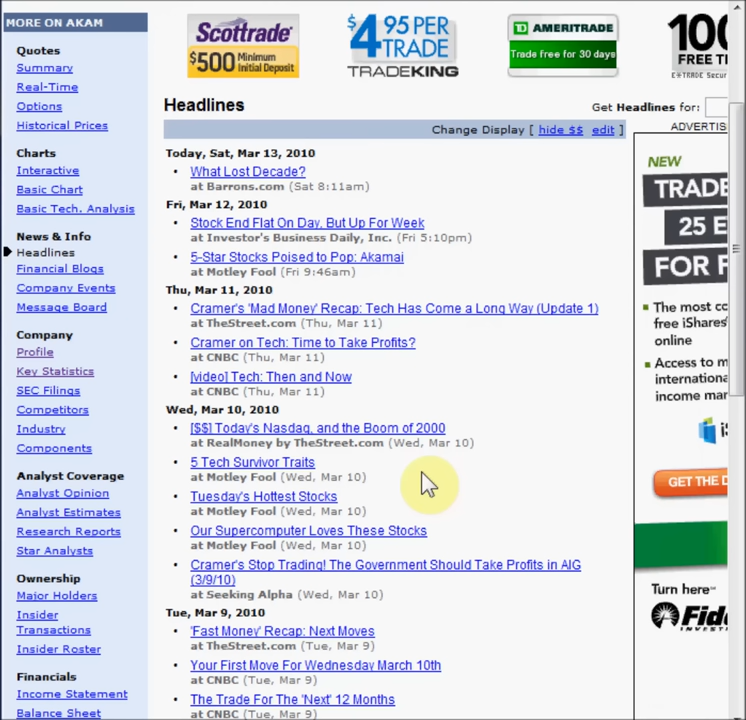 MORE ON AKAM
Quotes
Summary
Real-Time
Options
Historical Prices
Charts
Interactive
Basic Chart
Basic Tech. Analysis
News & Info
Headlines
Financial Blogs
Company Events
Message Board
Company
Profile
Key Statistics
SEC Filings
Competitors
Industry
Components
Analyst Coverage
Analyst Opinion
Analyst Estimates
Research Reports
Star Analysts
Ownership
Major Holders
Insider
Transactions
Insider Roster
Financials
Income Statement
Balance Sheet
Scottrade
$500 Minimum
Initial Deposit
$4 95 PER
TRADE
TRADEKING
TD AMERITRADE
Trade free for 30 days
100
FREE T
E*TRADE Secur
Headlines
Get Headlines for:
Change Display [ hide $$ edit ]
Today, Sat, Mar 13, 2010
• What Lost Decade?
at Barrons.com (Sat 8:11am)
Fri, Mar 12, 2010
• Stock End Flat On Day, But Up For Week
at Investor's Business Daily, Inc. (Fri 5:10pm)
• 5-Star Stocks Poised to Pop: Akamai
at Motley Fool (Fri 9:46am)
Thu, Mar 11, 2010
• Cramer's 'Mad Money' Recap: Tech Has Come a Long Way (Update 1)
at TheStreet.com (Thu, Mar 11)
• Cramer on Tech: Time to Take Profits?
at CNBC (Thu, Mar 11)
• [video] Tech: Then and Now
at CNBC (Thu, Mar 11)
Wed, Mar 10, 2010
• [$$] Today's Nasdaq, and the Boom of 2000
at RealMoney by TheStreet.com (Wed, Mar 10)
• 5 Tech Survivor Traits
at Motley Fool (Wed, Mar 10)
• Tuesday's Hottest Stocks
at Motley Fool (Wed, Mar 10)
• Our Supercomputer Loves These Stocks
at Motley Fool (Wed, Mar 10)
• Cramer's Stop Trading! The Government Should Take Profits in AIG
(3/9/10)
at Seeking Alpha (Wed, Mar 10)
Tue, Mar 9, 2010
• 'Fast Money' Recap: Next Moves
at TheStreet.com (Tue, Mar 9)
• Your First Move For Wednesday March 10th
at CNBC (Tue, Mar 9)
• The Trade For The 'Next' 12 Months
at CNBC (Tue, Mar 9)
ADVERTIS
NEW
TRADE
25 E
FOR F
• The most co
free iShares
online
• Access to m
internationa
income mar
GET THE D
Turn here
Fid
INVEST